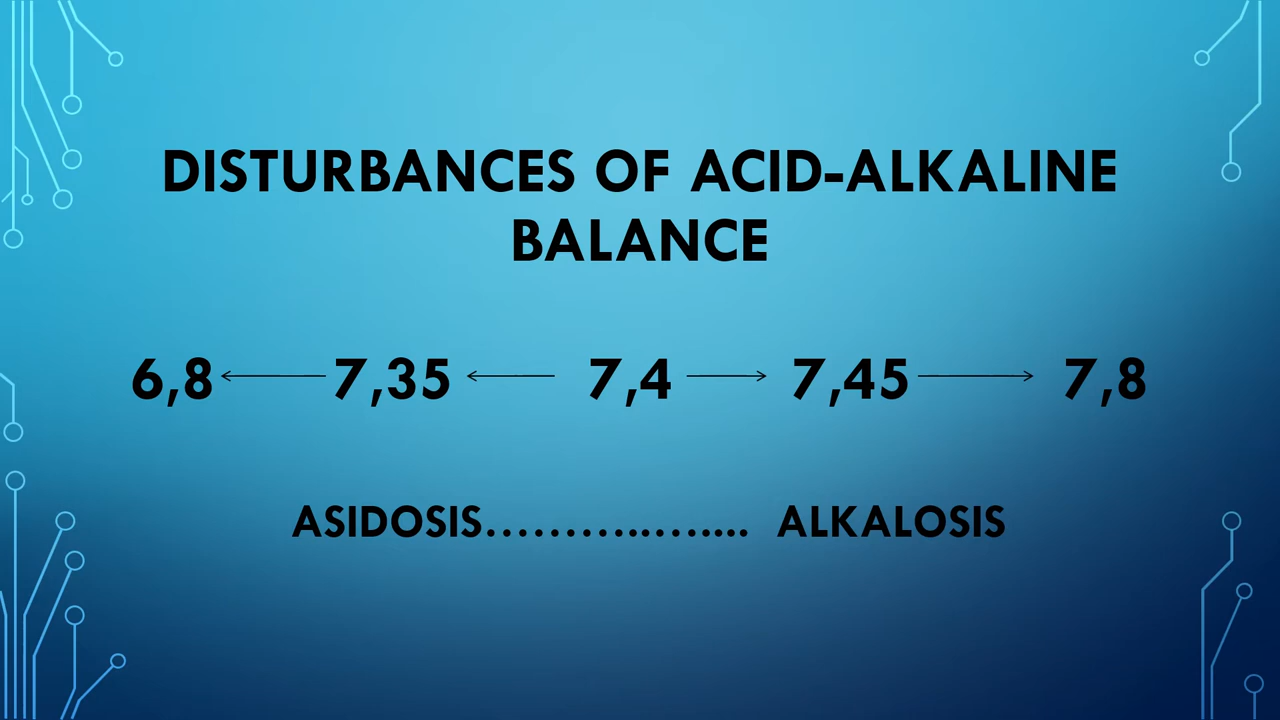 DISTURBANCES OF ACID-ALKALINE
BALANCE
6,8 7,35 7,4 7,45 7,8
ASIDOSIS……………..….... ALKALOSIS